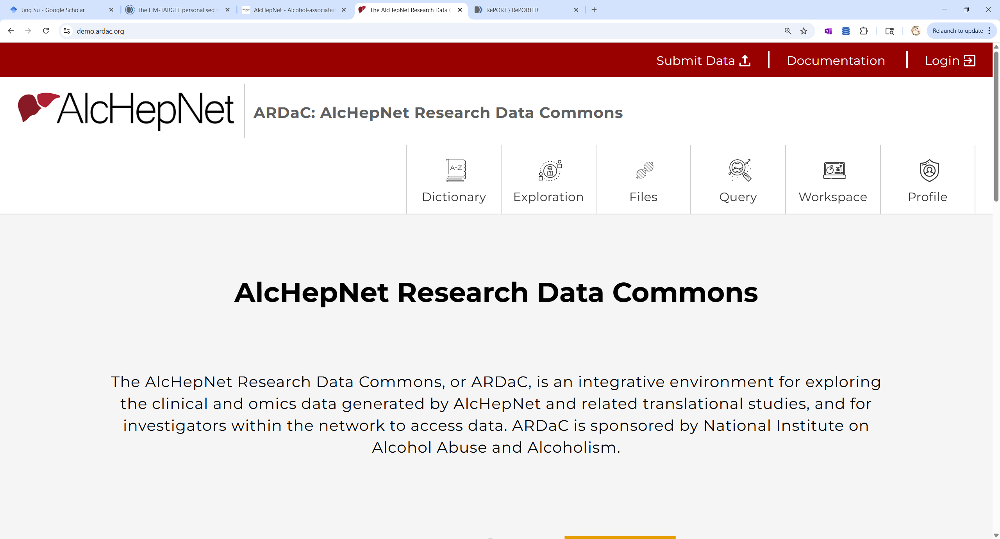 Jing Su - Google Scholar
The HM-TARGET personalised r
AlcHepNet - Alcohol-associated
The AlcHepNet Research Data C
RePORT ⟩ RePORTER
demo.ardac.org
Relaunch to update
Submit Data
Documentation
Login
AlcHepNet
ARDaC: AlcHepNet Research Data Commons
A-Z
Dictionary
Exploration
Files
Query
Workspace
Profile
AlcHepNet Research Data Commons
The AlcHepNet Research Data Commons, or ARDaC, is an integrative environment for exploring
the clinical and omics data generated by AlcHepNet and related translational studies, and for
investigators within the network to access data. ARDaC is sponsored by National Institute on
Alcohol Abuse and Alcoholism.